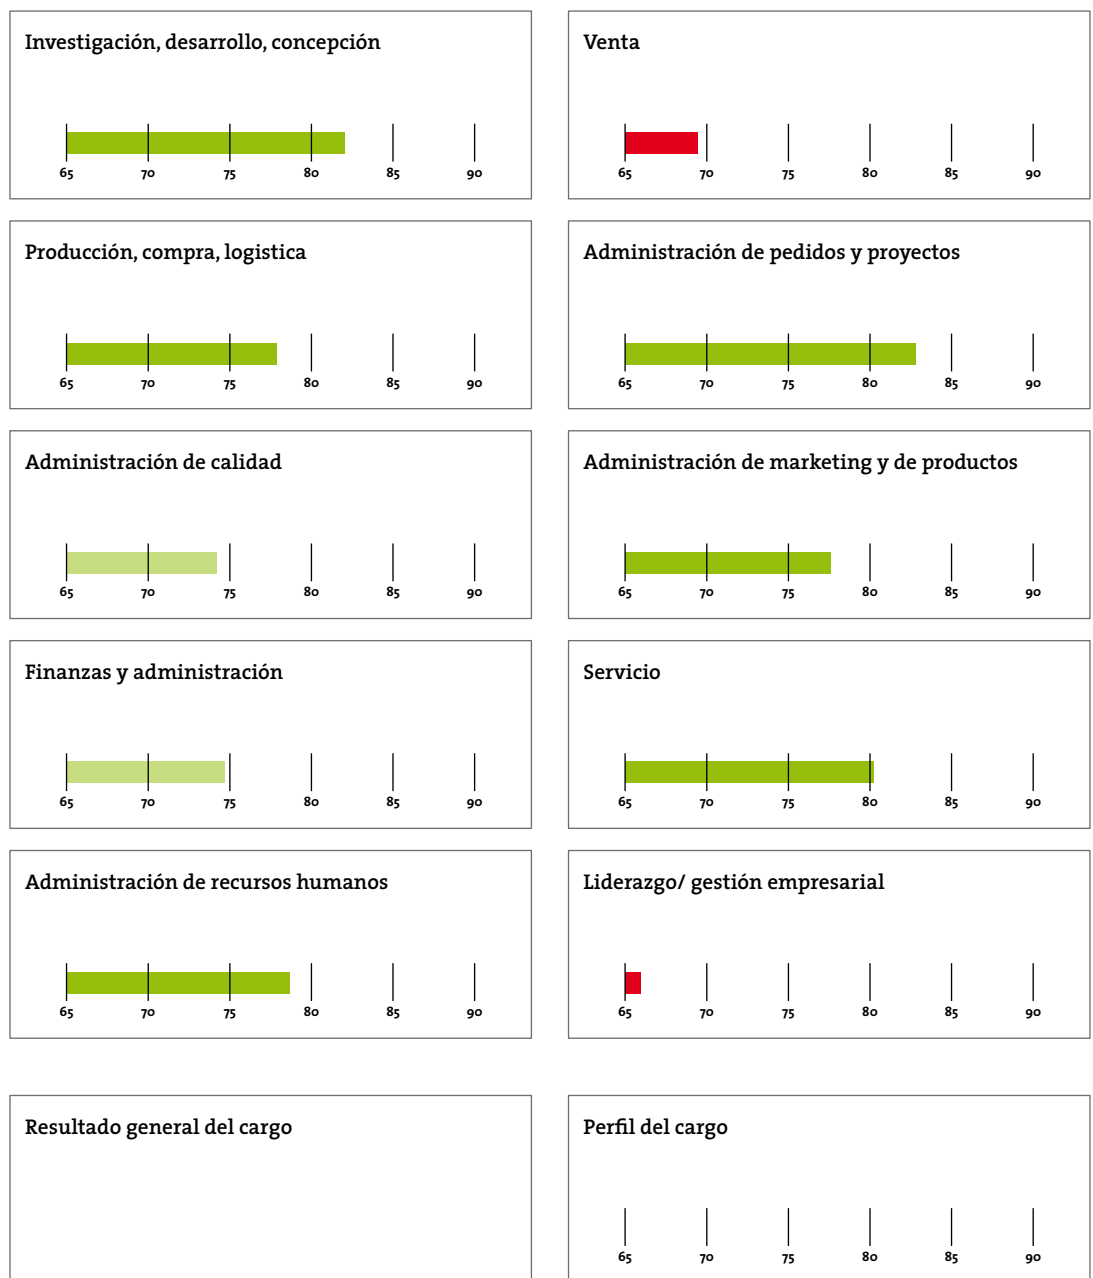 Investigación, desarrollo, concepción
65 70 75 80 85 90
Venta
65 70 75 80 85 90
Producción, compra, logistica
65 70 75 80 85 90
Administración de pedidos y proyectos
65 70 75 80 85 90
Administración de calidad
65 70 75 80 85 90
Administración de marketing y de productos
65 70 75 80 85 90
Finanzas y administración
65 70 75 80 85 90
Servicio
65 70 75 80 85 90
Administración de recursos humanos
65 70 75 80 85 90
Liderazgo/ gestión empresarial
65 70 75 80 85 90
Resultado general del cargo
Perfil del cargo
65 70 75 80 85 90